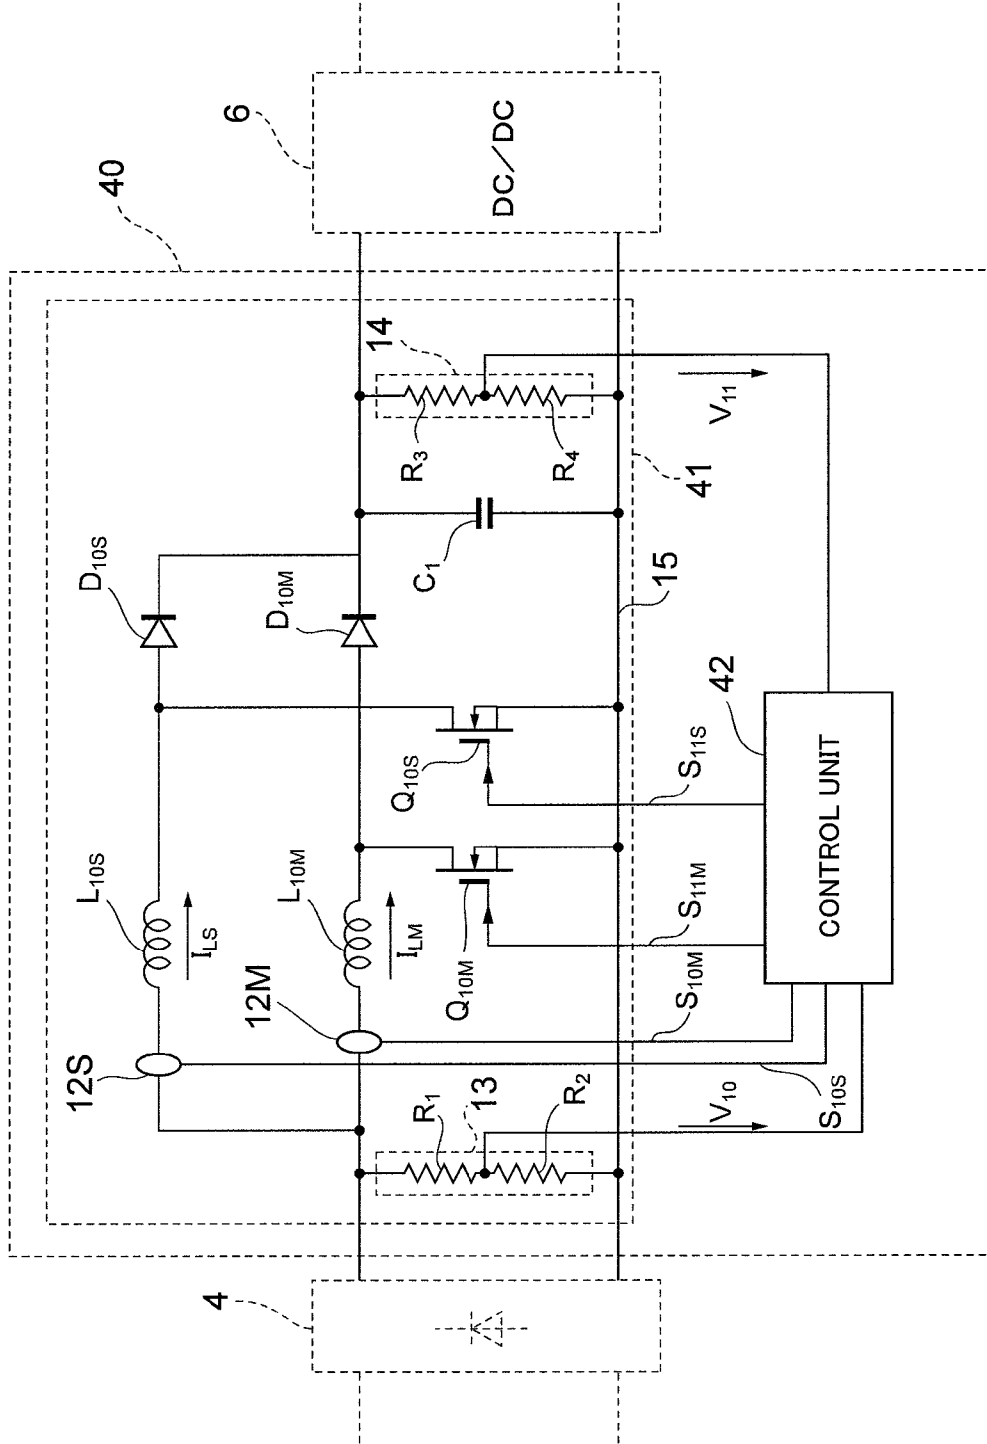 40
6
DC/DC
14
R3
R4
C1
V11
41
15
D10S
D10M
Q10S
Q10M
L10S
L10M
ILS
ILM
12S
12M
R1
13
R2
V10
S10S
S10M
S11M
S11S
42
CONTROL UNIT
4